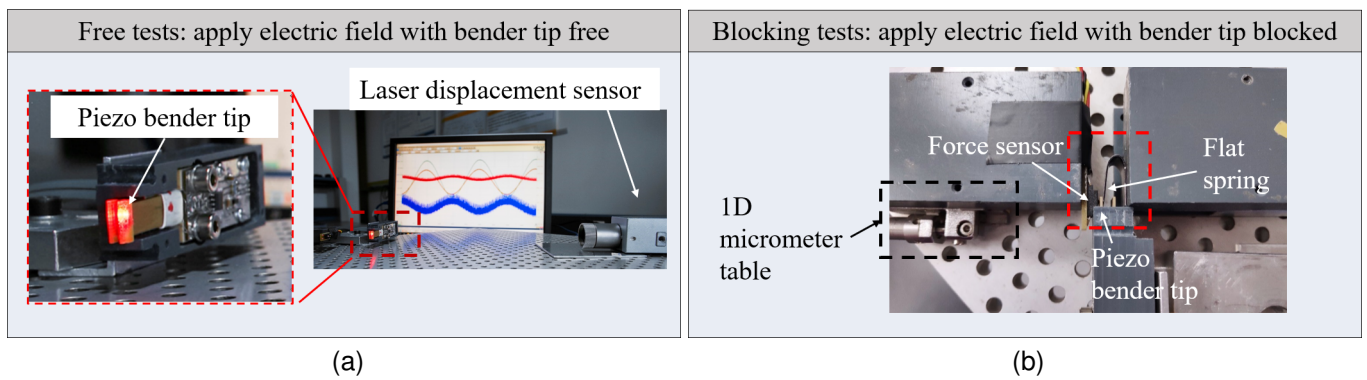 Free tests: apply electric field with bender tip free
Piezo bender tip
Laser displacement sensor
(a)
Blocking tests: apply electric field with bender tip blocked
Force sensor
Flat
spring
1D
micrometer
table
Piezo
bender tip
(b)